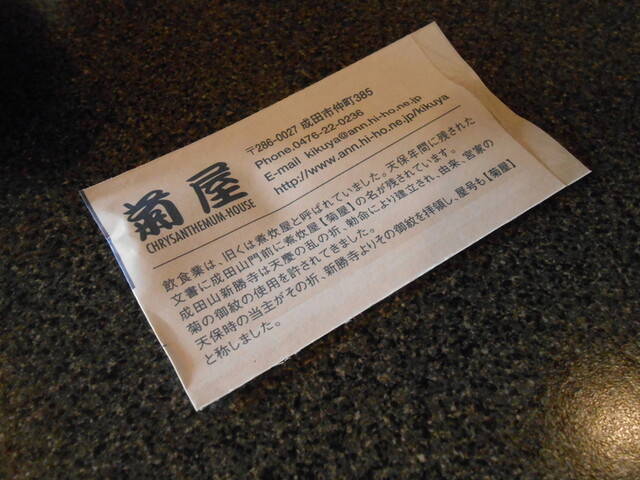 菊屋
CHRYSANTHEMUM-HOUSE
〒286-0027 成田市仲町385
Phone.0476-22-0236
E-mail kikuya@ann.hi-ho.ne.jp
http://www.ann.hi-ho.ne.jp/kikuya
飲食業は、旧くは煮炊屋と呼ばれていました。天保年間に残された
文書に成田山門前に煮炊屋【菊屋】の名が残されています。
成田山新勝寺は天慶の乱の折、勅命により建立され、由来、宮家の
菊の御紋の使用を許されてきました。
天保時の当主がその折、新勝寺よりその御紋を拝領し、屋号も【菊屋】
と称しました。